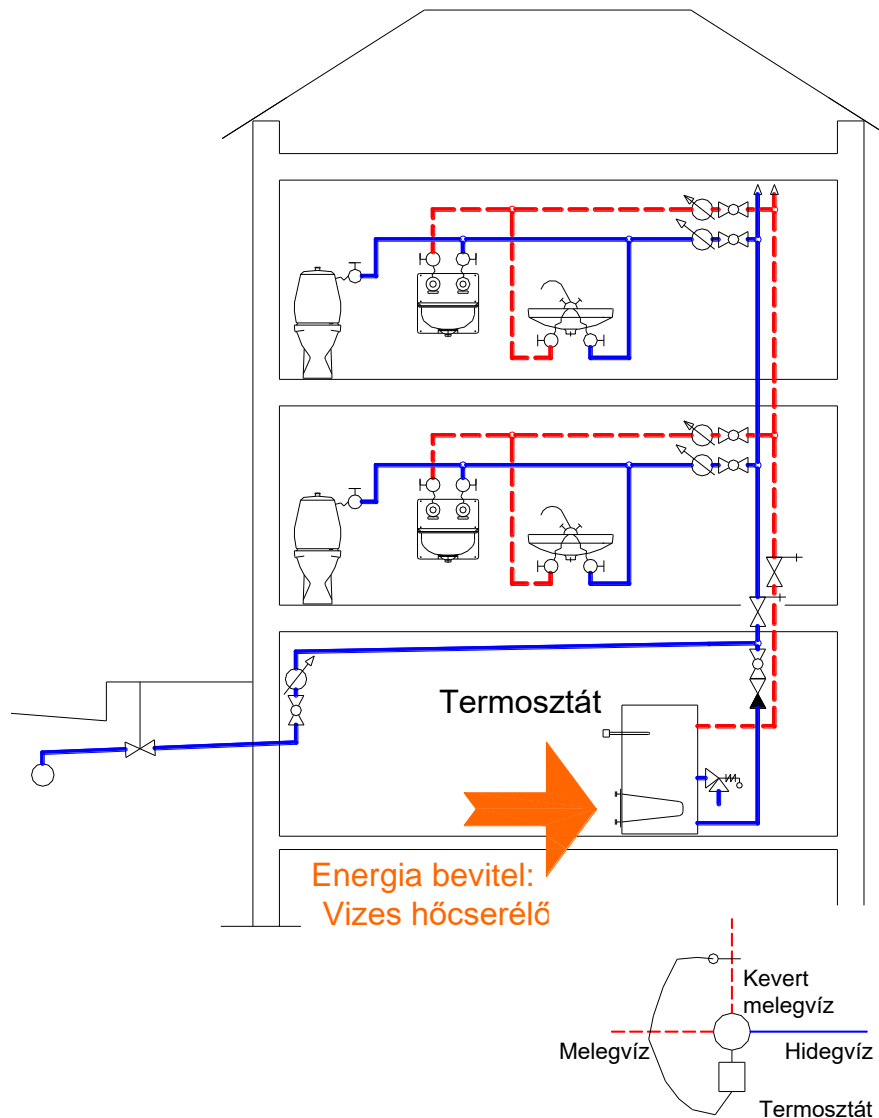 Termosztát
Energia bevitel:
Vizes hőcserélő
Kevert
melegvíz
Melegvíz
Hidegvíz
Termosztát